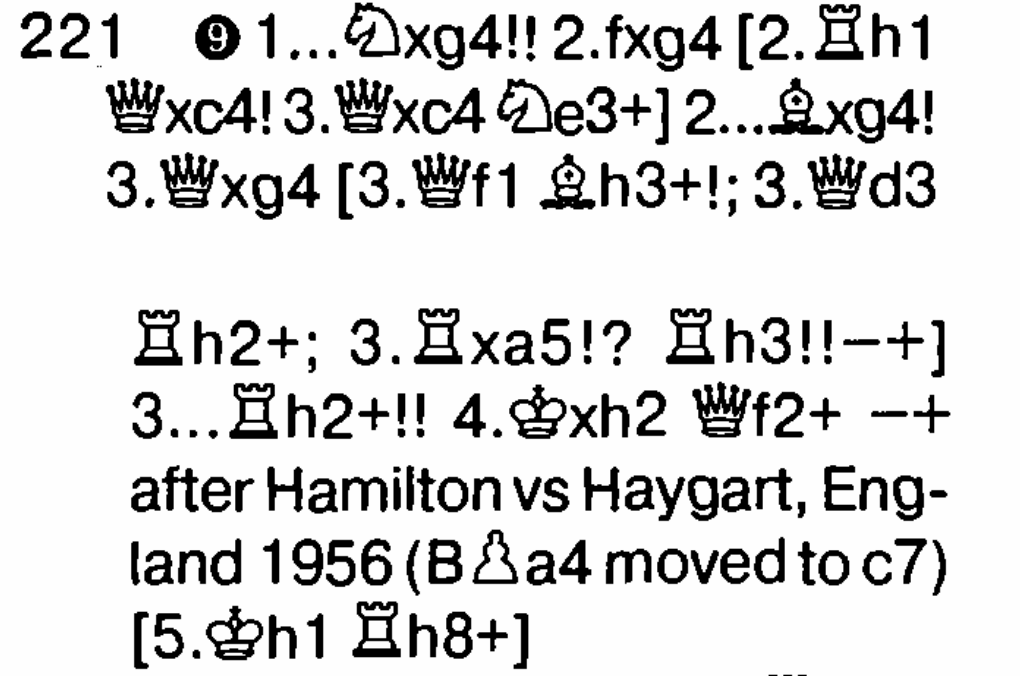 221 ❾ 1...♘xg4!! 2.fxg4 [2.♖h1
♕xc4! 3.♕xc4 ♘e3+] 2...♗xg4!
3.♕xg4 [3.♕f1 ♗h3+!; 3.♕d3
♖h2+; 3.♖xa5!? ♖h3!!−+]
3...♖h2+!! 4.♔xh2 ♕f2+ −+
after Hamilton vs Haygart, Eng-
land 1956 (B♙a4 moved to c7)
[5.♔h1 ♖h8+]